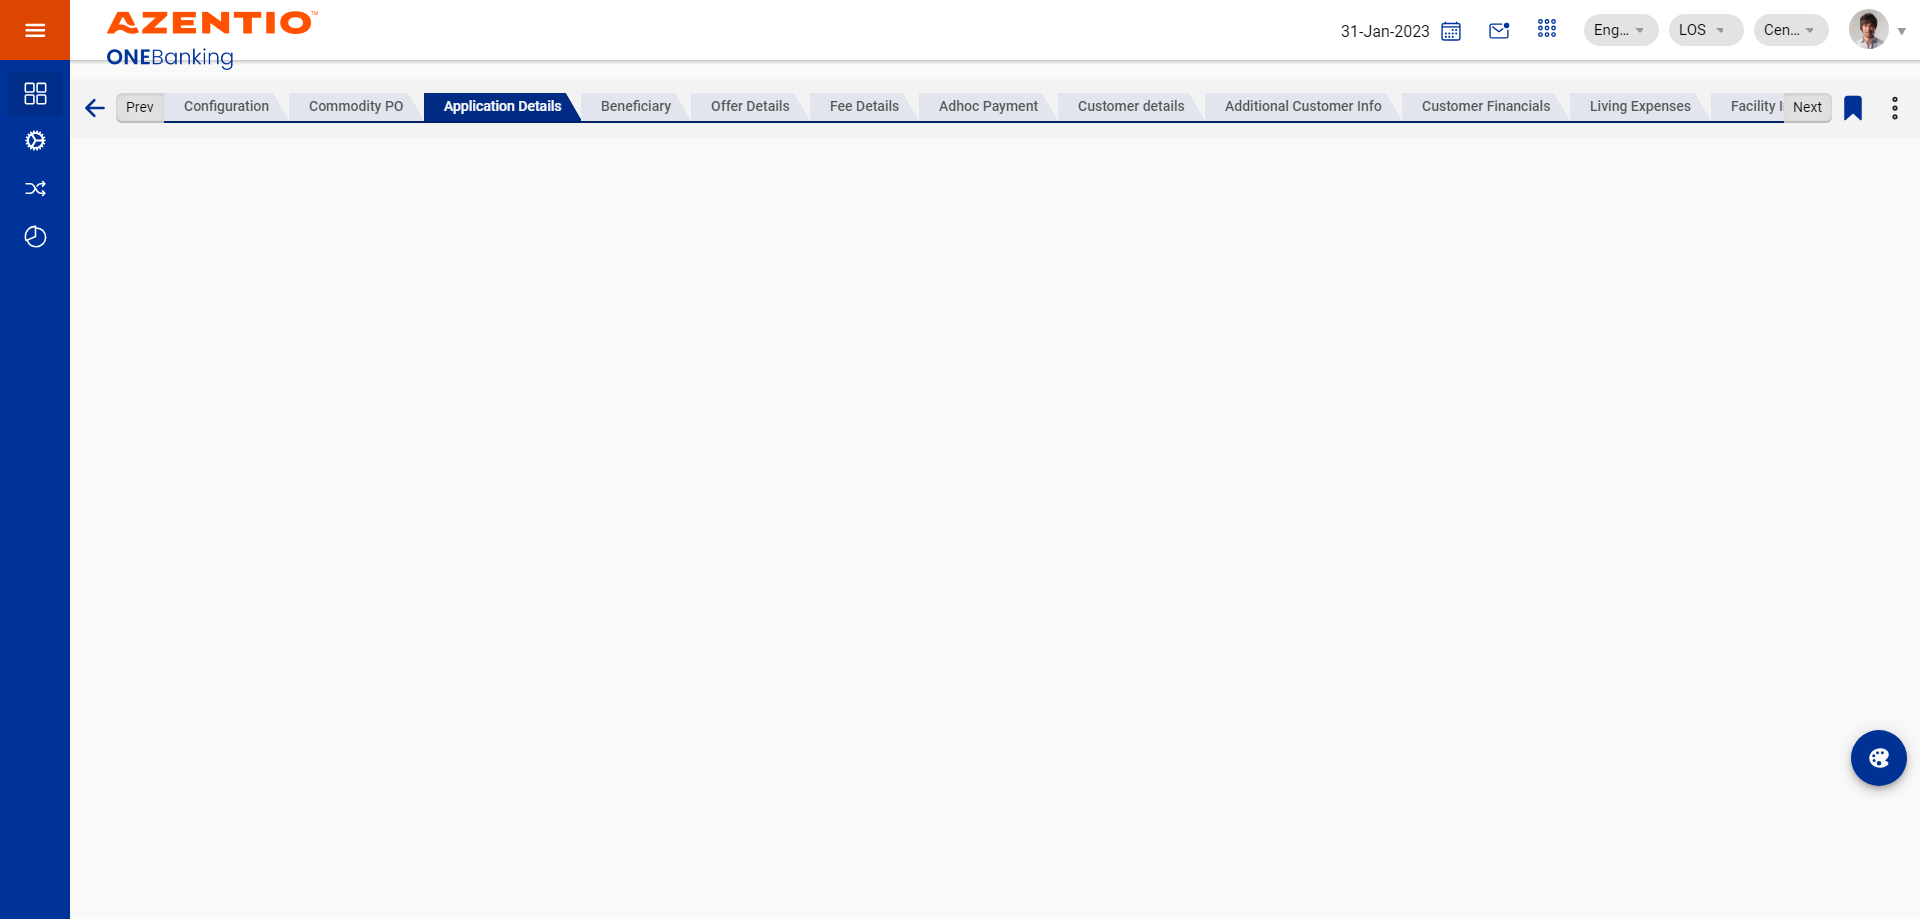 AZENTIO™
ONEBanking
31-Jan-2023
Eng...
LOS
Cen...
Prev
Configuration
Commodity PO
Application Details
Beneficiary
Offer Details
Fee Details
Adhoc Payment
Customer details
Additional Customer Info
Customer Financials
Living Expenses
Facility
Next